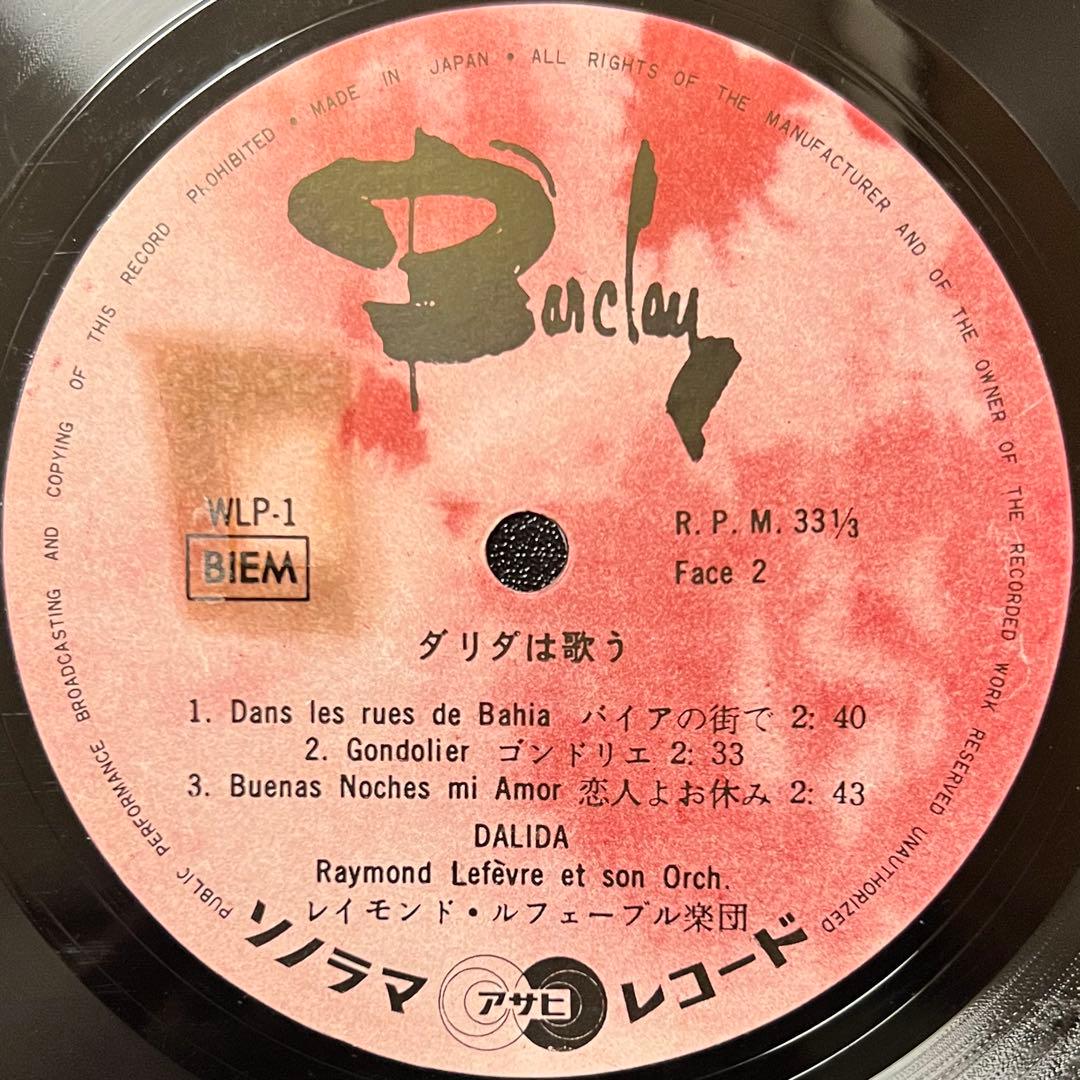 PUBLIC PERFORMANCE BROADCASTING AND COPYING OF THIS RECORD PROHIBITED • MADE IN JAPAN • ALL RIGHTS OF THE MANUFACTURER AND OF THE OWNER OF THE RECORDED WORK RESERVED UNAUTHORIZED
Barclay
WLP-1
BIEM
R. P. M. 33⅓
Face 2
ダリダは歌う
1. Dans les rues de Bahia バイアの街で 2: 40
2. Gondolier ゴンドリエ 2: 33
3. Buenas Noches mi Amor 恋人よお休み 2: 43
DALIDA
Raymond Lefèvre et son Orch.
レイモンド・ルフェーブル楽団
ソノラマ アサヒ レコード